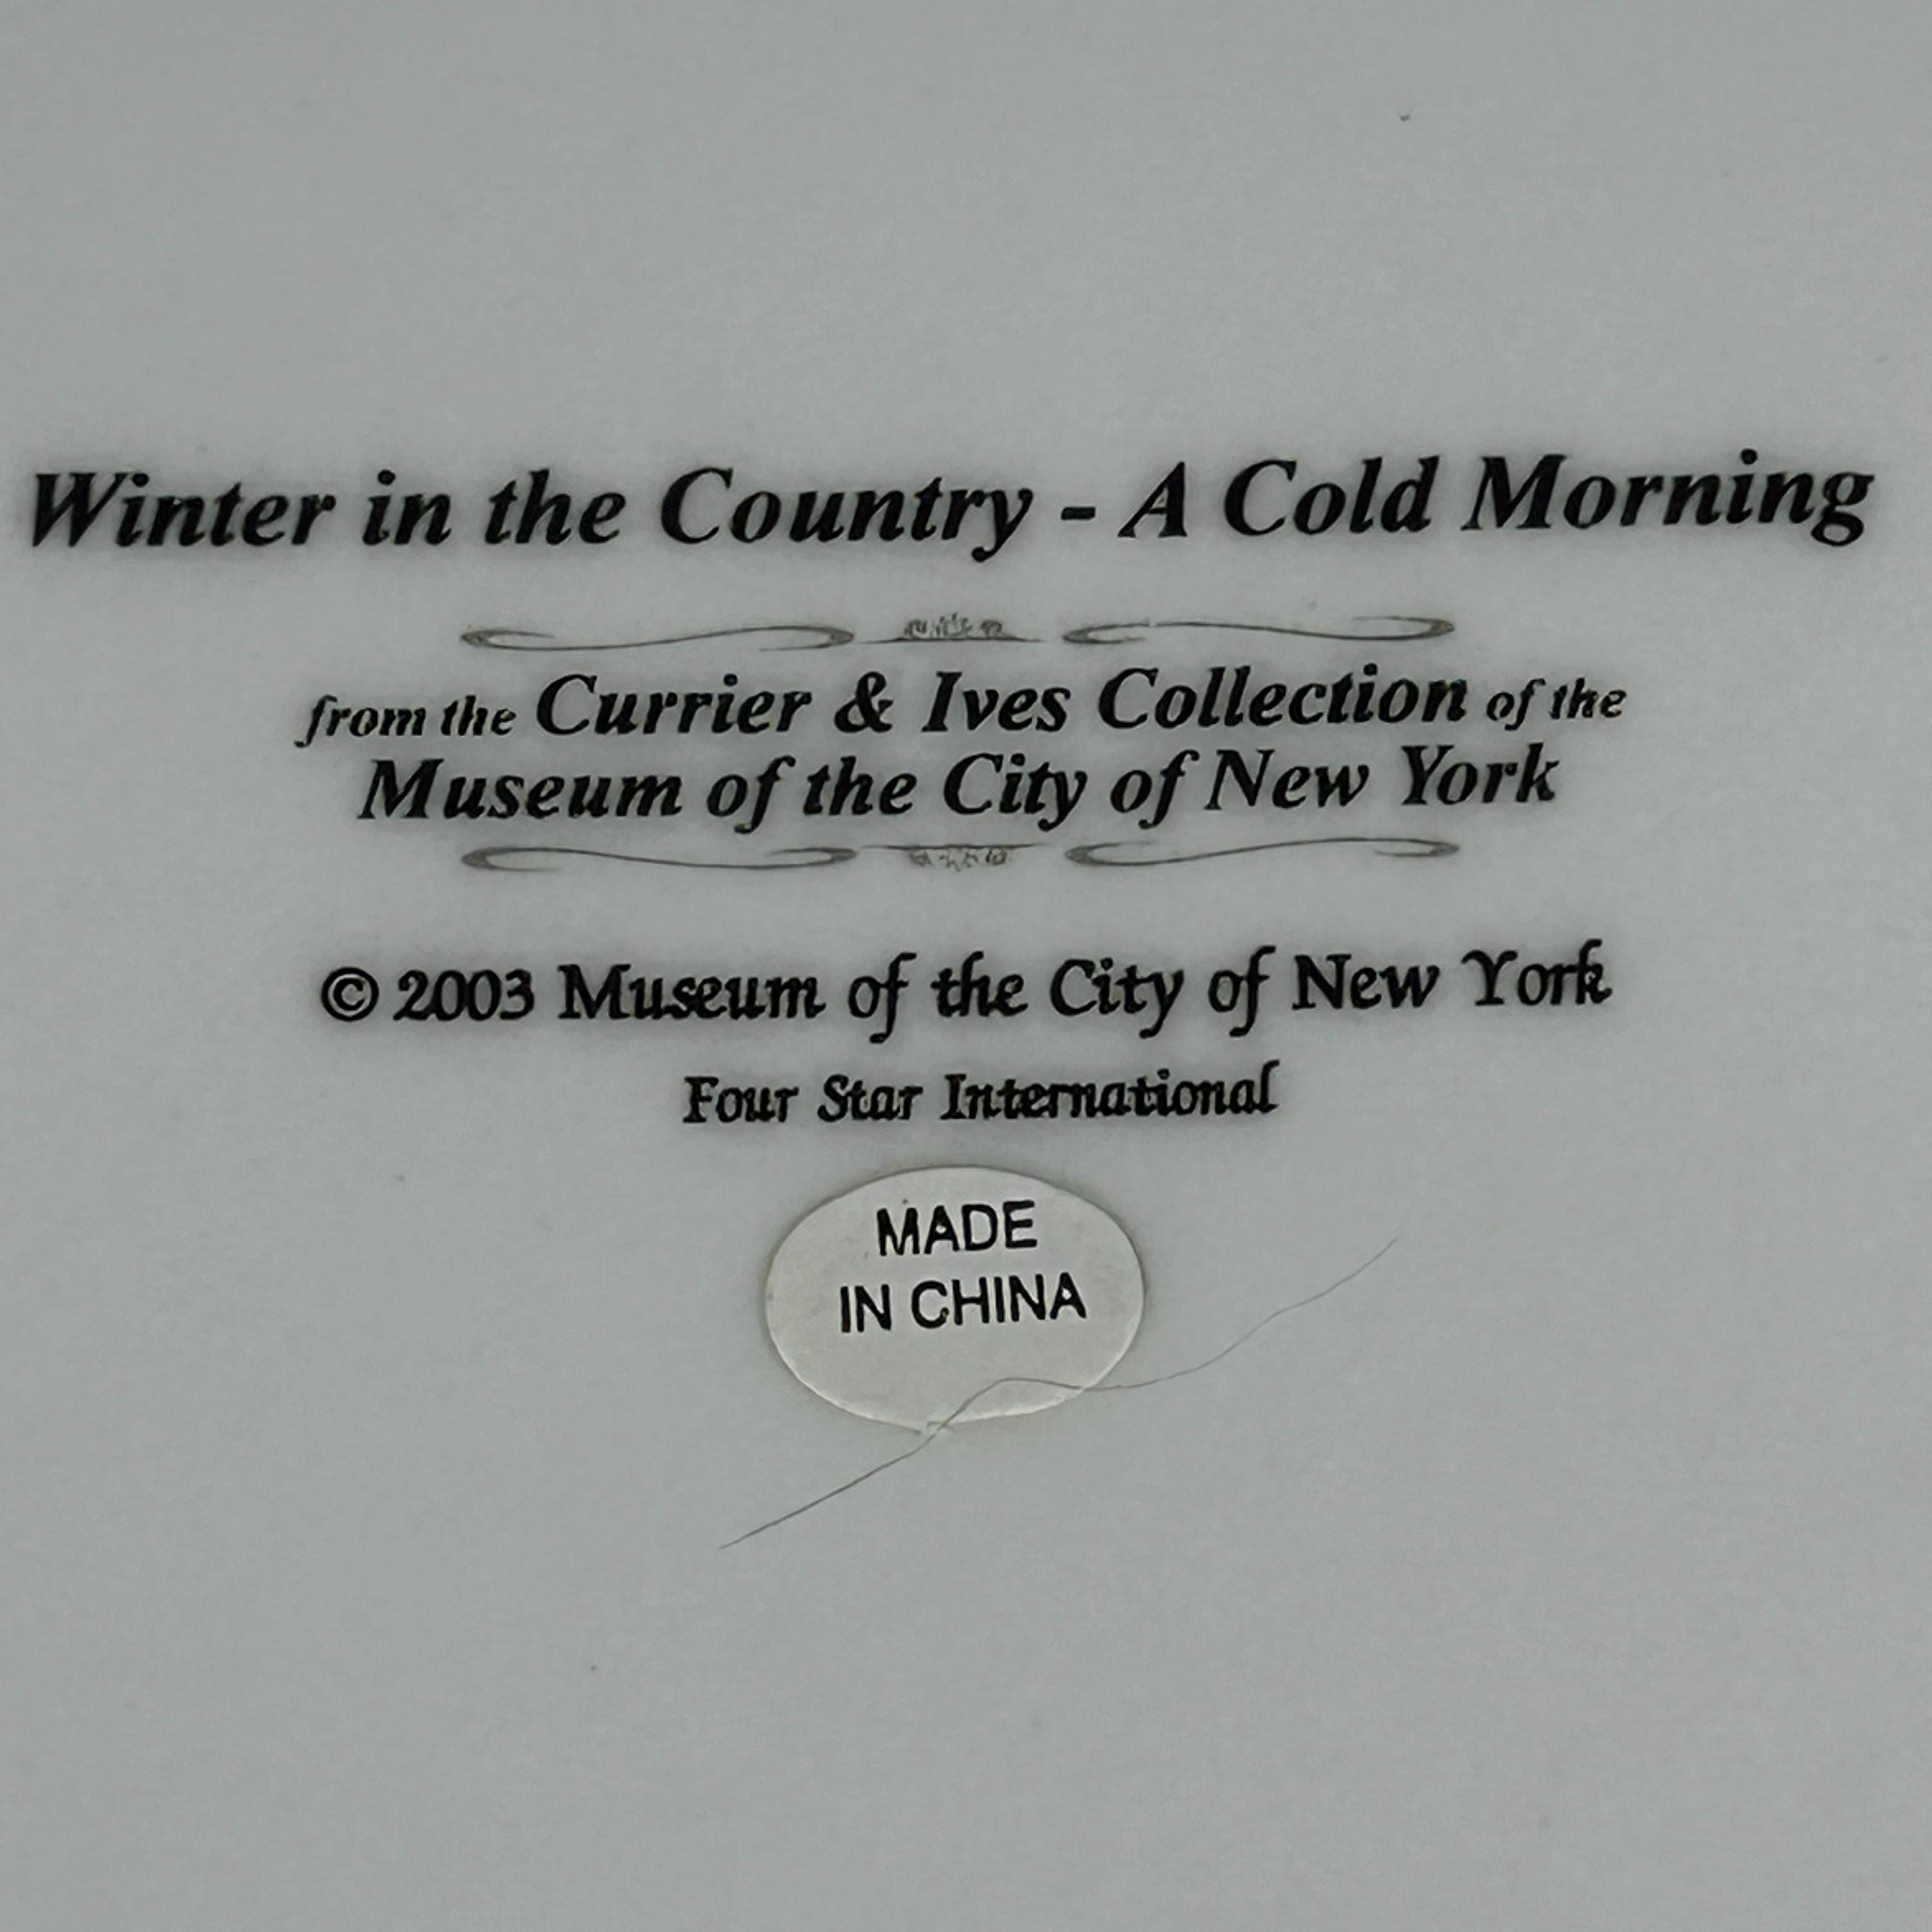 Winter in the Country - A Cold Morning
from the Currier & Ives Collection of the
Museum of the City of New York
© 2003 Museum of the City of New York
Four Star International
MADE
IN CHINA